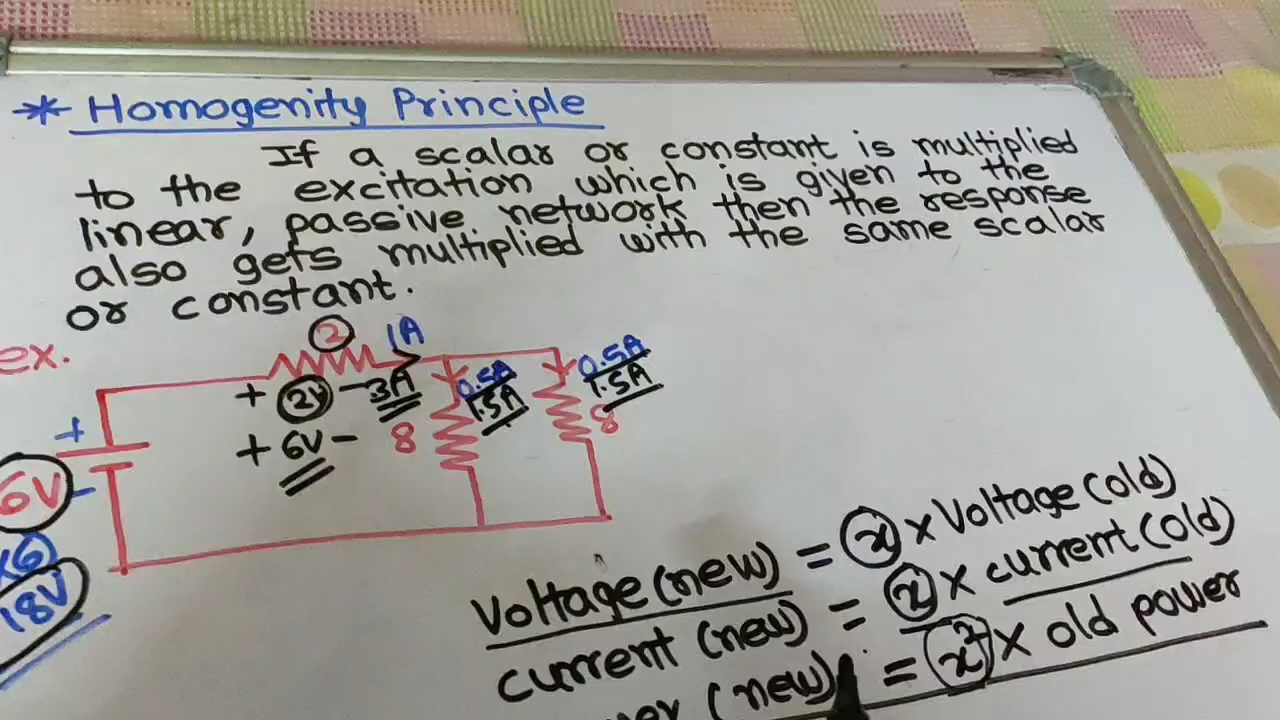 * Homogenity Principle
If a scalar or constant is multiplied
to the excitation which is given to the
linear, passive network then the response
also gets multiplied with the same scalar
or constant.
ex.
2
1A
+ 2V -
3A
0.5A
1.5A
0.5A
1.5A
+ 6V -
8
8
+
6V
-
18V
Voltage (new) = x × Voltage (old)
current (new) = x × current (old)
(new) = x² × old power